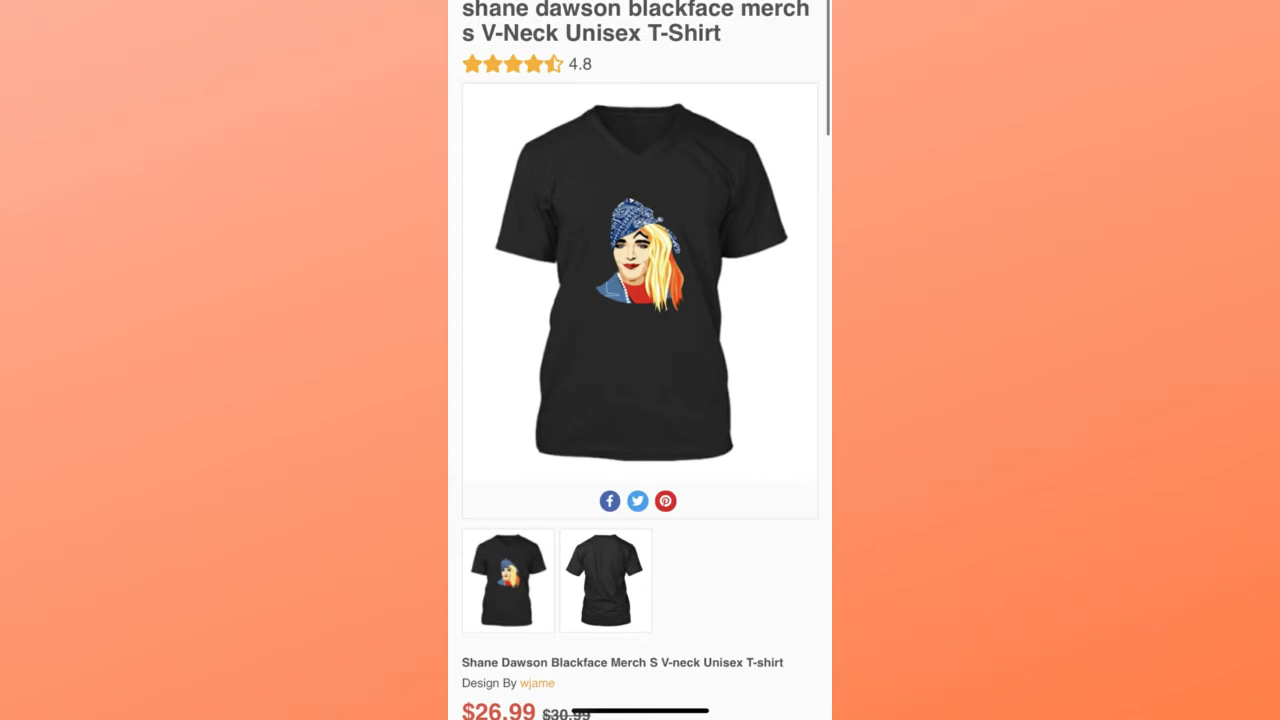 shane dawson blackface merch
s V-Neck Unisex T-Shirt
4.8
Shane Dawson Blackface Merch S V-neck Unisex T-shirt
Design By wjame
$26.99 $30.99